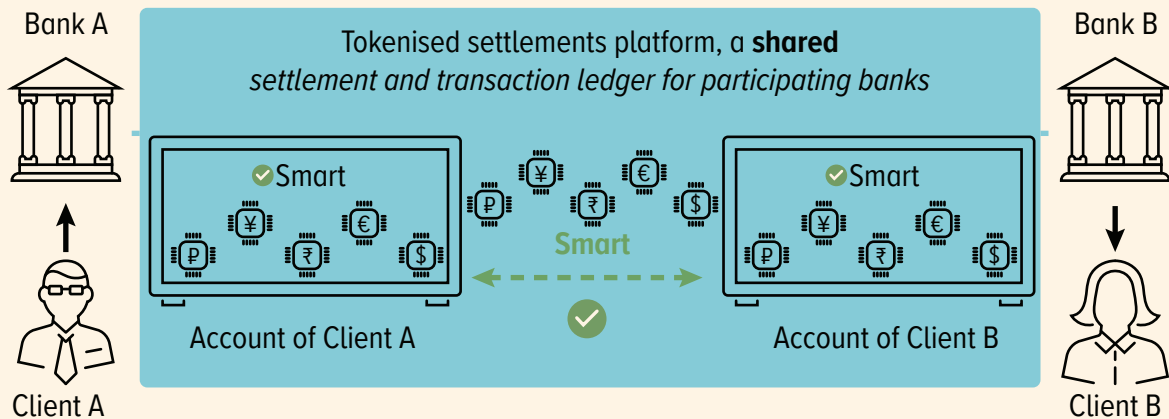 Bank A
Tokenised settlements platform, a shared
settlement and transaction ledger for participating banks
Bank B
Smart
₽ ¥ ₹ € $
₽ ¥ ₹ € $
Smart
Smart
₽ ¥ ₹ € $
Account of Client A
Account of Client B
Client A
Client B